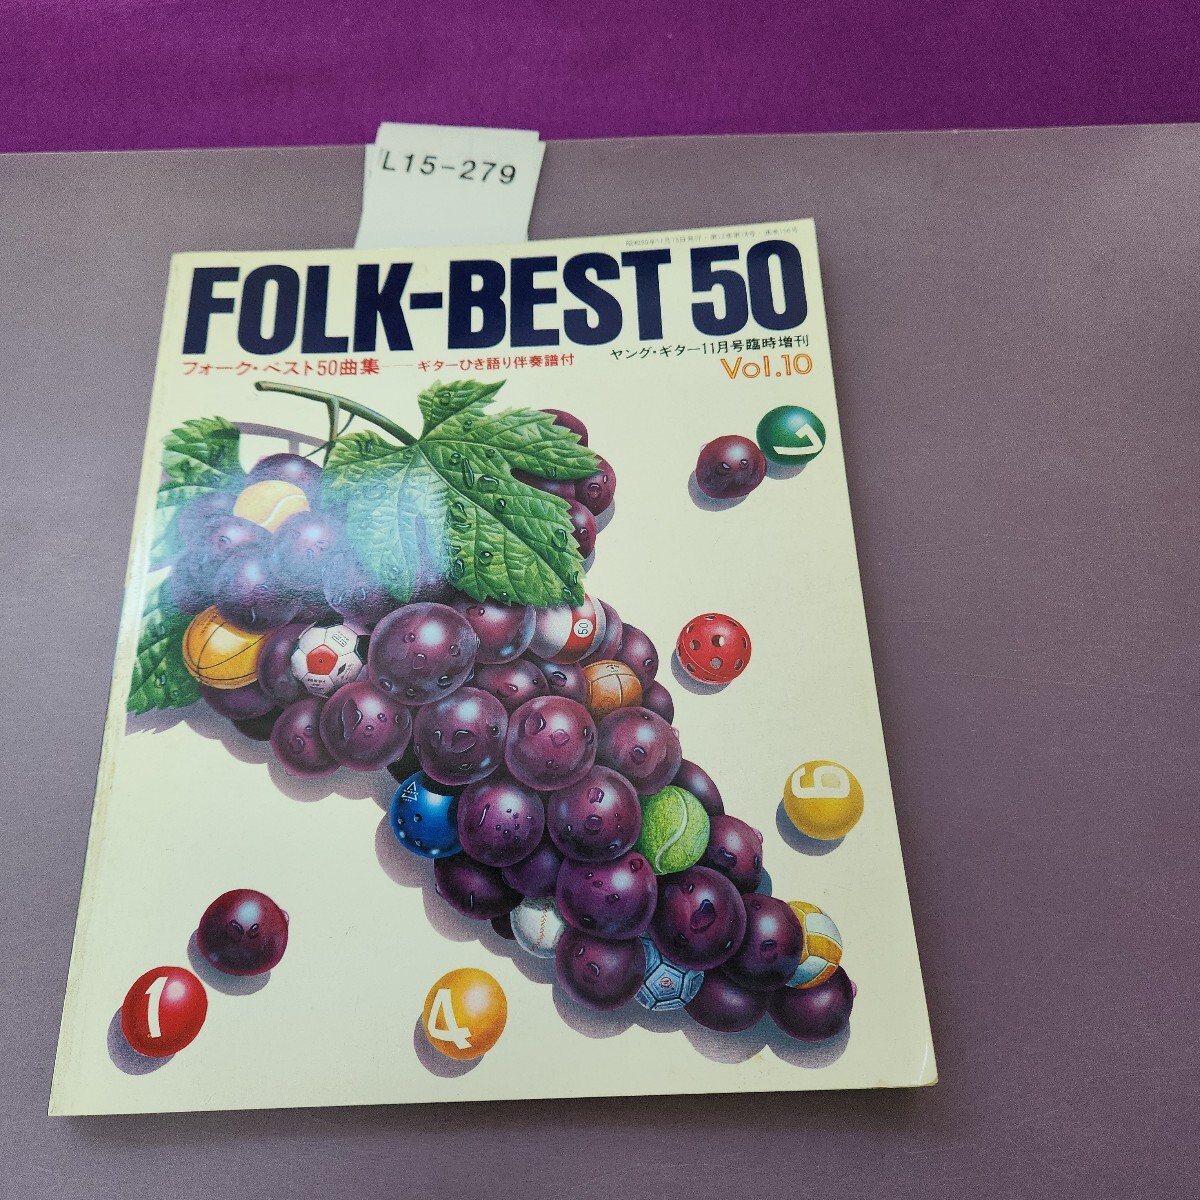 L15-279
FOLK-BEST 50
フォーク・ベスト50曲集——ギターひき語り伴奏譜付
ヤング・ギター11月号臨時増刊
Vol.10
7
50
6
1
4